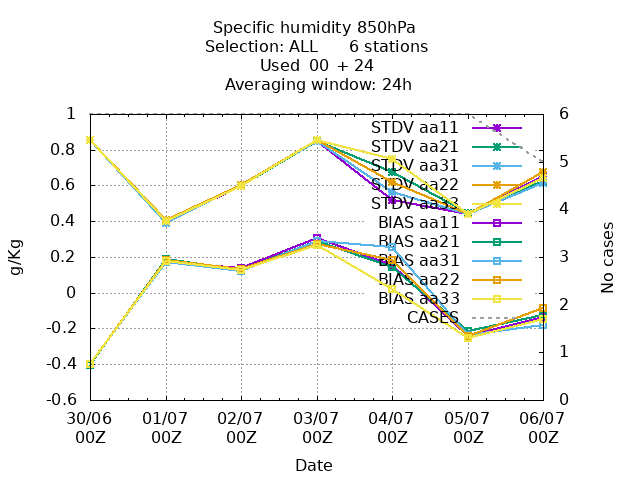 Specific humidity 850hPa
Selection: ALL 6 stations
Used 00 + 24
Averaging window: 24h
1
0.8
0.6
0.4
0.2
0
-0.2
-0.4
-0.6
g/Kg
6
5
4
3
2
1
0
No cases
STDV aa11
STDV aa21
STDV aa31
STDV aa22
STDV aa33
BIAS aa11
BIAS aa21
BIAS aa31
BIAS aa22
BIAS aa33
CASES
30/06 01/07 02/07 03/07 04/07 05/07 06/07
00Z 00Z 00Z 00Z 00Z 00Z 00Z
Date